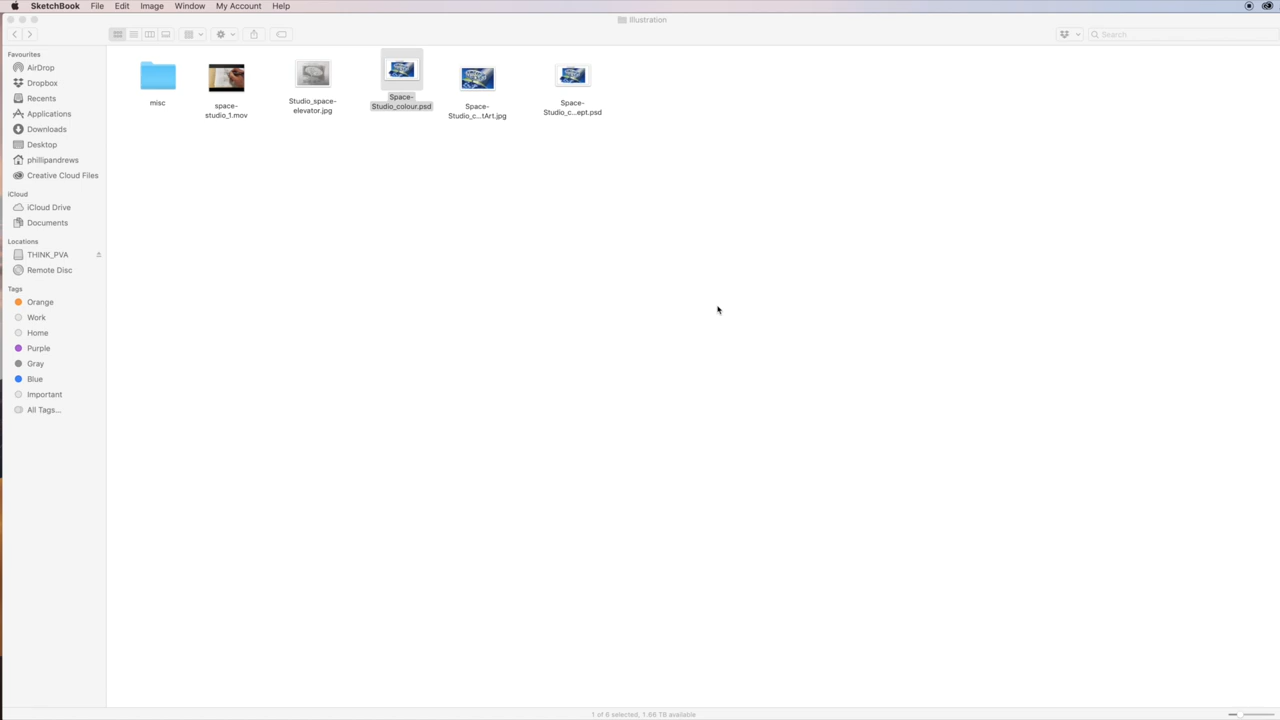 SketchBook File Edit Image Window My Account Help
Illustration
Search
Favourites
AirDrop
Dropbox
Recents
Applications
Downloads
Desktop
phillipandrews
Creative Cloud Files
iCloud
iCloud Drive
Documents
Locations
THINK_PVA
Remote Disc
Tags
Orange
Work
Home
Purple
Gray
Blue
Important
All Tags...
misc
space-
studio_1.mov
Studio_space-
elevator.jpg
Space-
Studio_colour.psd
Space-
Studio_c...tArt.jpg
Space-
Studio_c...ept.psd
1 of 6 selected, 1.66 TB available